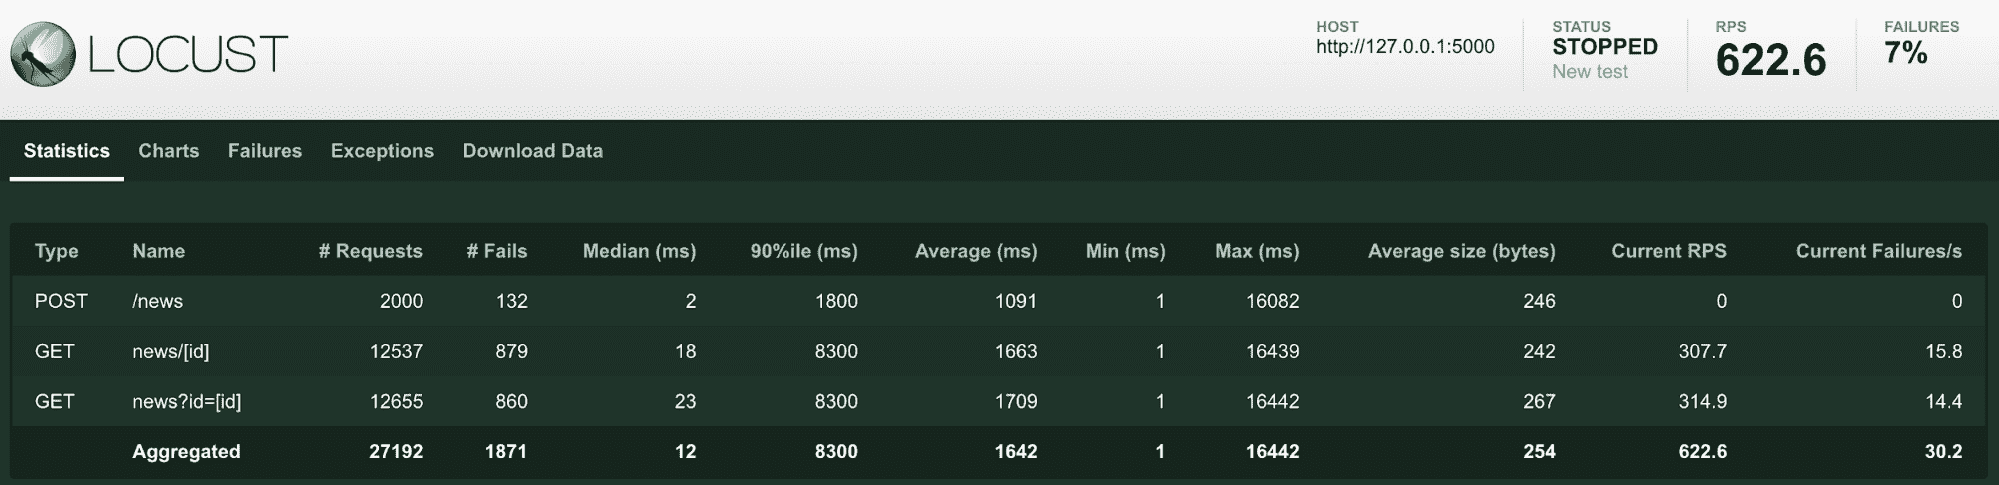 LOCUST
HOST
http://127.0.0.1:5000
STATUS
STOPPED
New test
RPS
622.6
FAILURES
7%
Statistics Charts Failures Exceptions Download Data
Type Name # Requests # Fails Median (ms) 90%ile (ms) Average (ms) Min (ms) Max (ms) Average size (bytes) Current RPS Current Failures/s
POST /news 2000 132 2 1800 1091 1 16082 246 0 0
GET news/[id] 12537 879 18 8300 1663 1 16439 242 307.7 15.8
GET news?id=[id] 12655 860 23 8300 1709 1 16442 267 314.9 14.4
Aggregated 27192 1871 12 8300 1642 1 16442 254 622.6 30.2